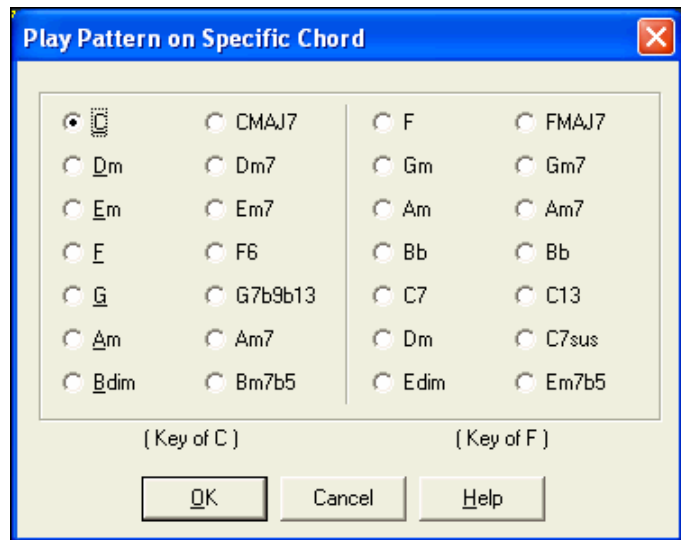 Play Pattern on Specific Chord
C CMAJ7 F FMAJ7
Dm Dm7 Gm Gm7
Em Em7 Am Am7
F F6 Bb Bb
G G7b9b13 C7 C13
Am Am7 Dm C7sus
Bdim Bm7b5 Edim Em7b5
( Key of C ) ( Key of F )
OK Cancel Help